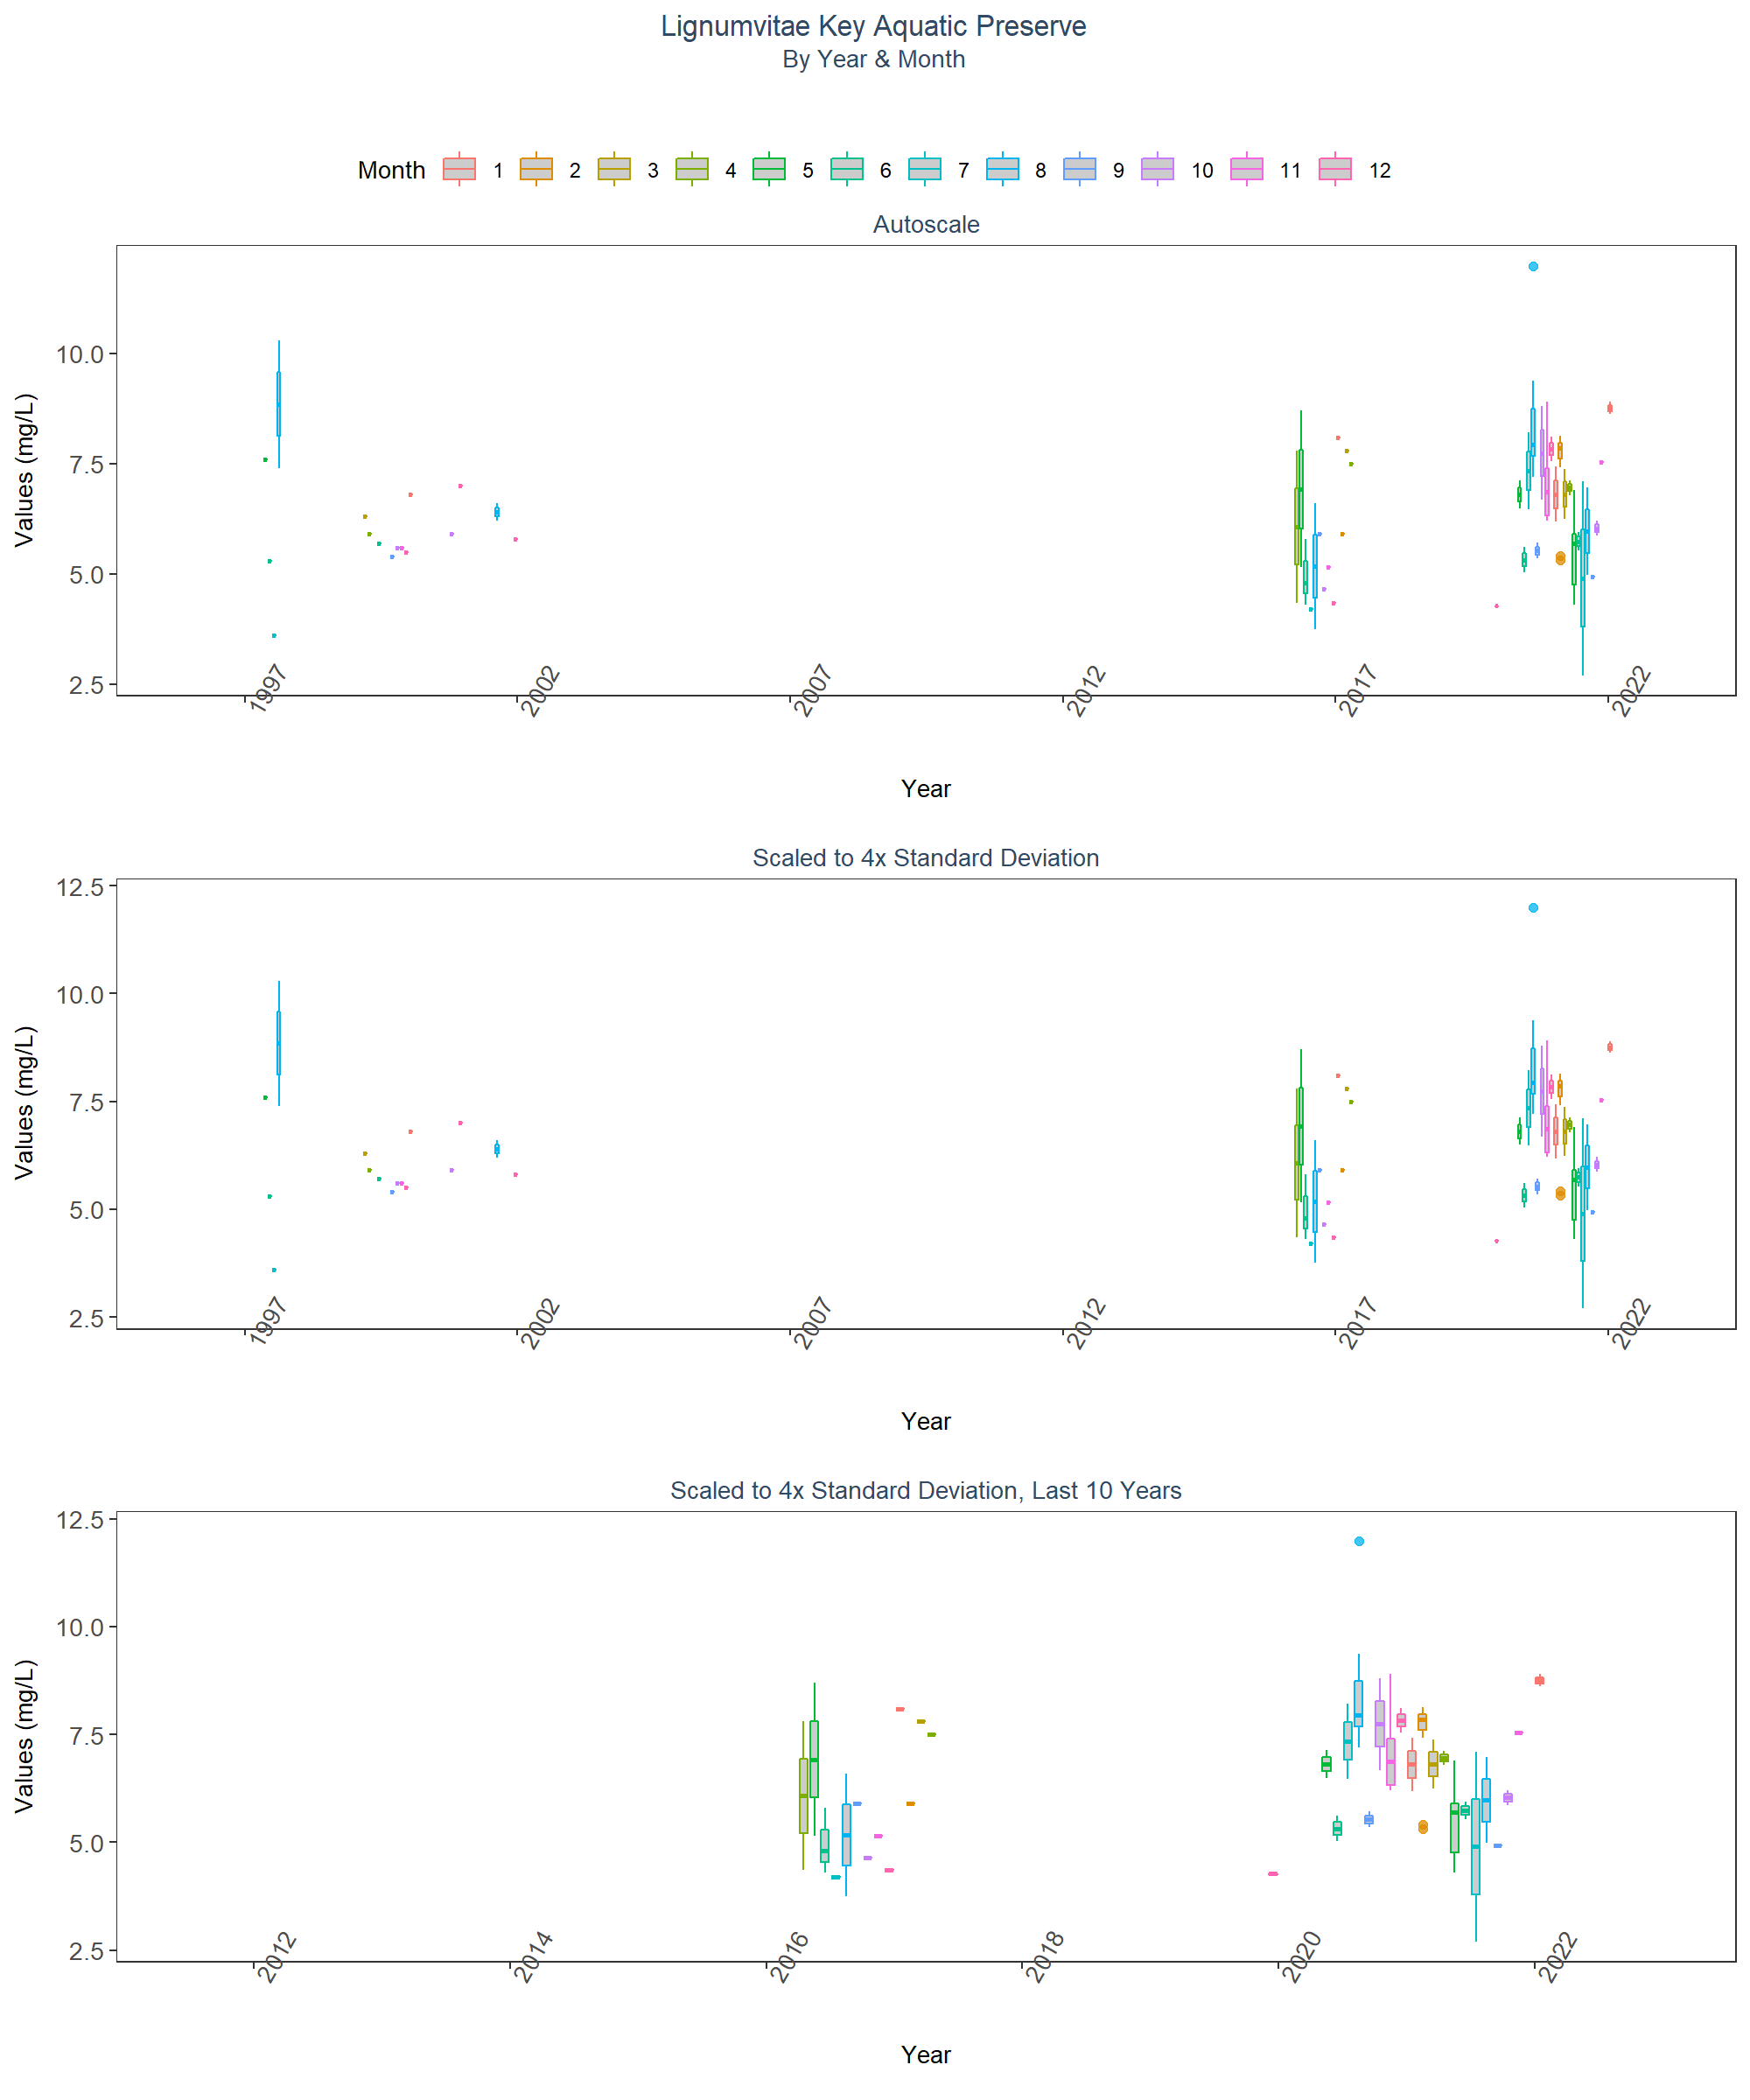 Lignumvitae Key Aquatic Preserve
By Year & Month
Month 1 2 3 4 5 6 7 8 9 10 11 12
Autoscale
Values (mg/L)
10.0
7.5
5.0
2.5
1997 2002 2007 2012 2017 2022
Year
Scaled to 4x Standard Deviation
Values (mg/L)
12.5
10.0
7.5
5.0
2.5
1997 2002 2007 2012 2017 2022
Year
Scaled to 4x Standard Deviation, Last 10 Years
Values (mg/L)
12.5
10.0
7.5
5.0
2.5
2012 2014 2016 2018 2020 2022
Year